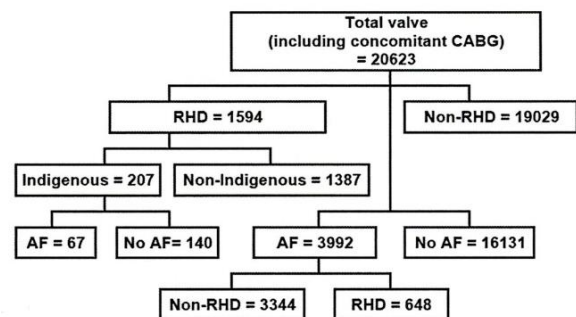 Total valve
(including concomitant CABG)
= 20623
RHD = 1594
Non-RHD = 19029
Indigenous = 207
Non-Indigenous = 1387
AF = 67
No AF= 140
AF = 3992
No AF = 16131
Non-RHD = 3344
RHD = 648